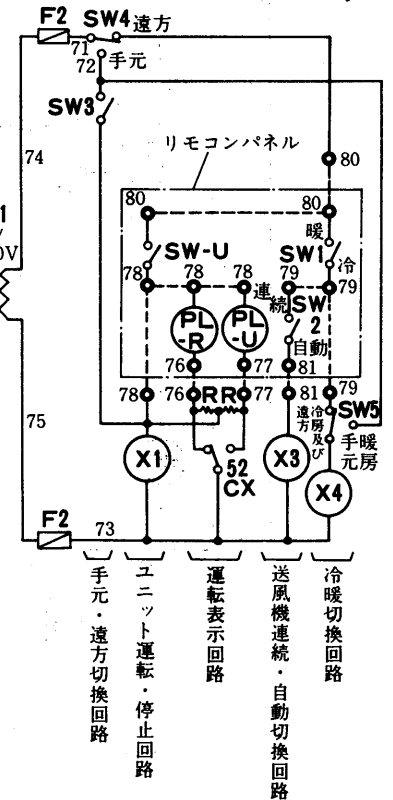 F2
SW4 遠方
71
72 手元
SW3
74
リモコンパネル
80
80
80
暖
SW-U
SW1
冷
78
78
78
79
79
連続
SW2
自動
PL-R
PL-U
76
77
81
78
76
RR
77
81
79
冷房及び遠方
SW5
手元
暖房
75
X1
52CX
X3
X4
F2
73
手元・遠方切換回路
ユニット運転・停止回路
運転表示回路
送風機連続・自動切換回路
冷暖切換回路